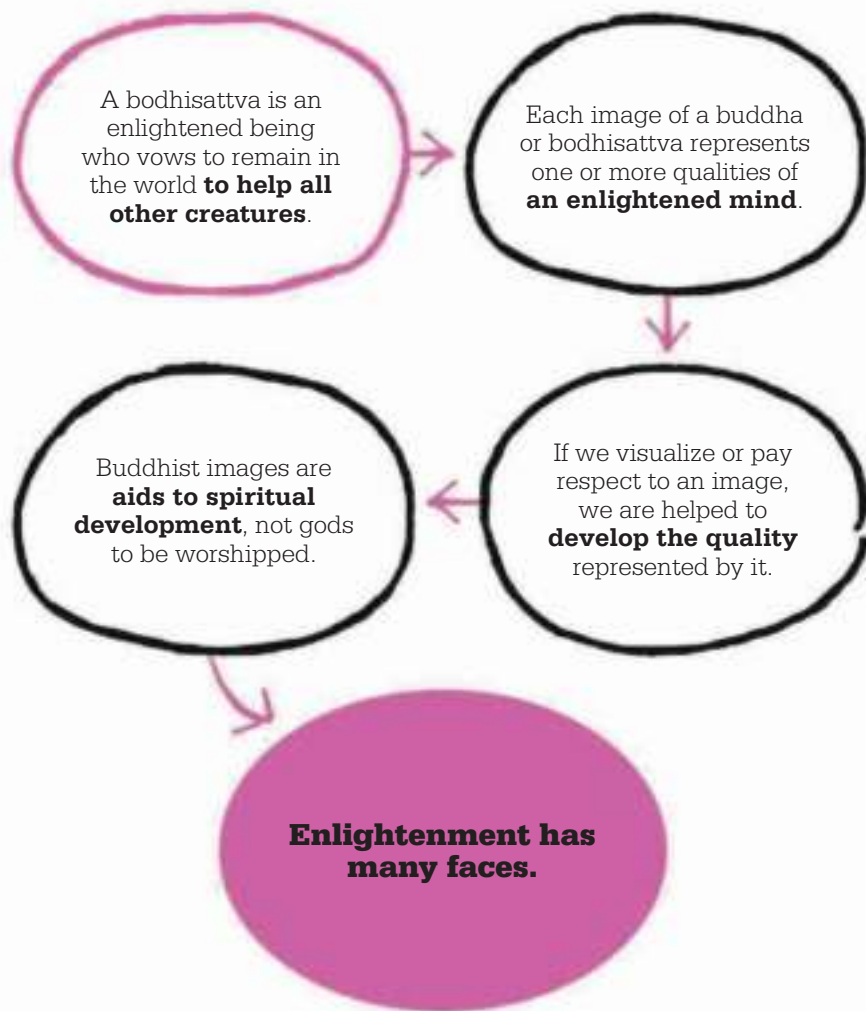 A bodhisattva is an
enlightened being
who vows to remain in
the world to help all
other creatures.
Each image of a buddha
or bodhisattva represents
one or more qualities of
an enlightened mind.
If we visualize or pay
respect to an image,
we are helped to
develop the quality
represented by it.
Buddhist images are
aids to spiritual
development, not gods
to be worshipped.
Enlightenment has
many faces.